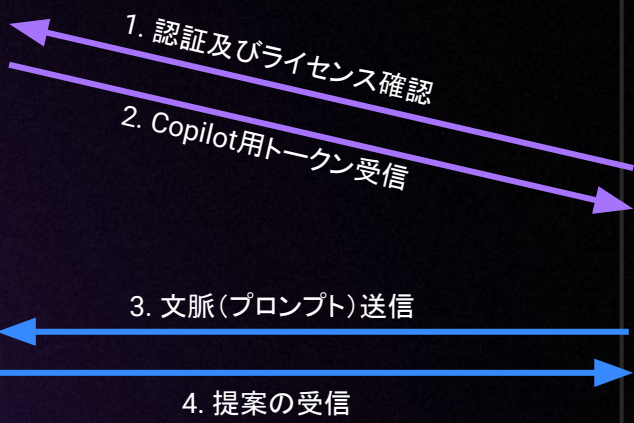 1. 認証及びライセンス確認
2. Copilot用トークン受信
3. 文脈（プロンプト）送信
4. 提案の受信